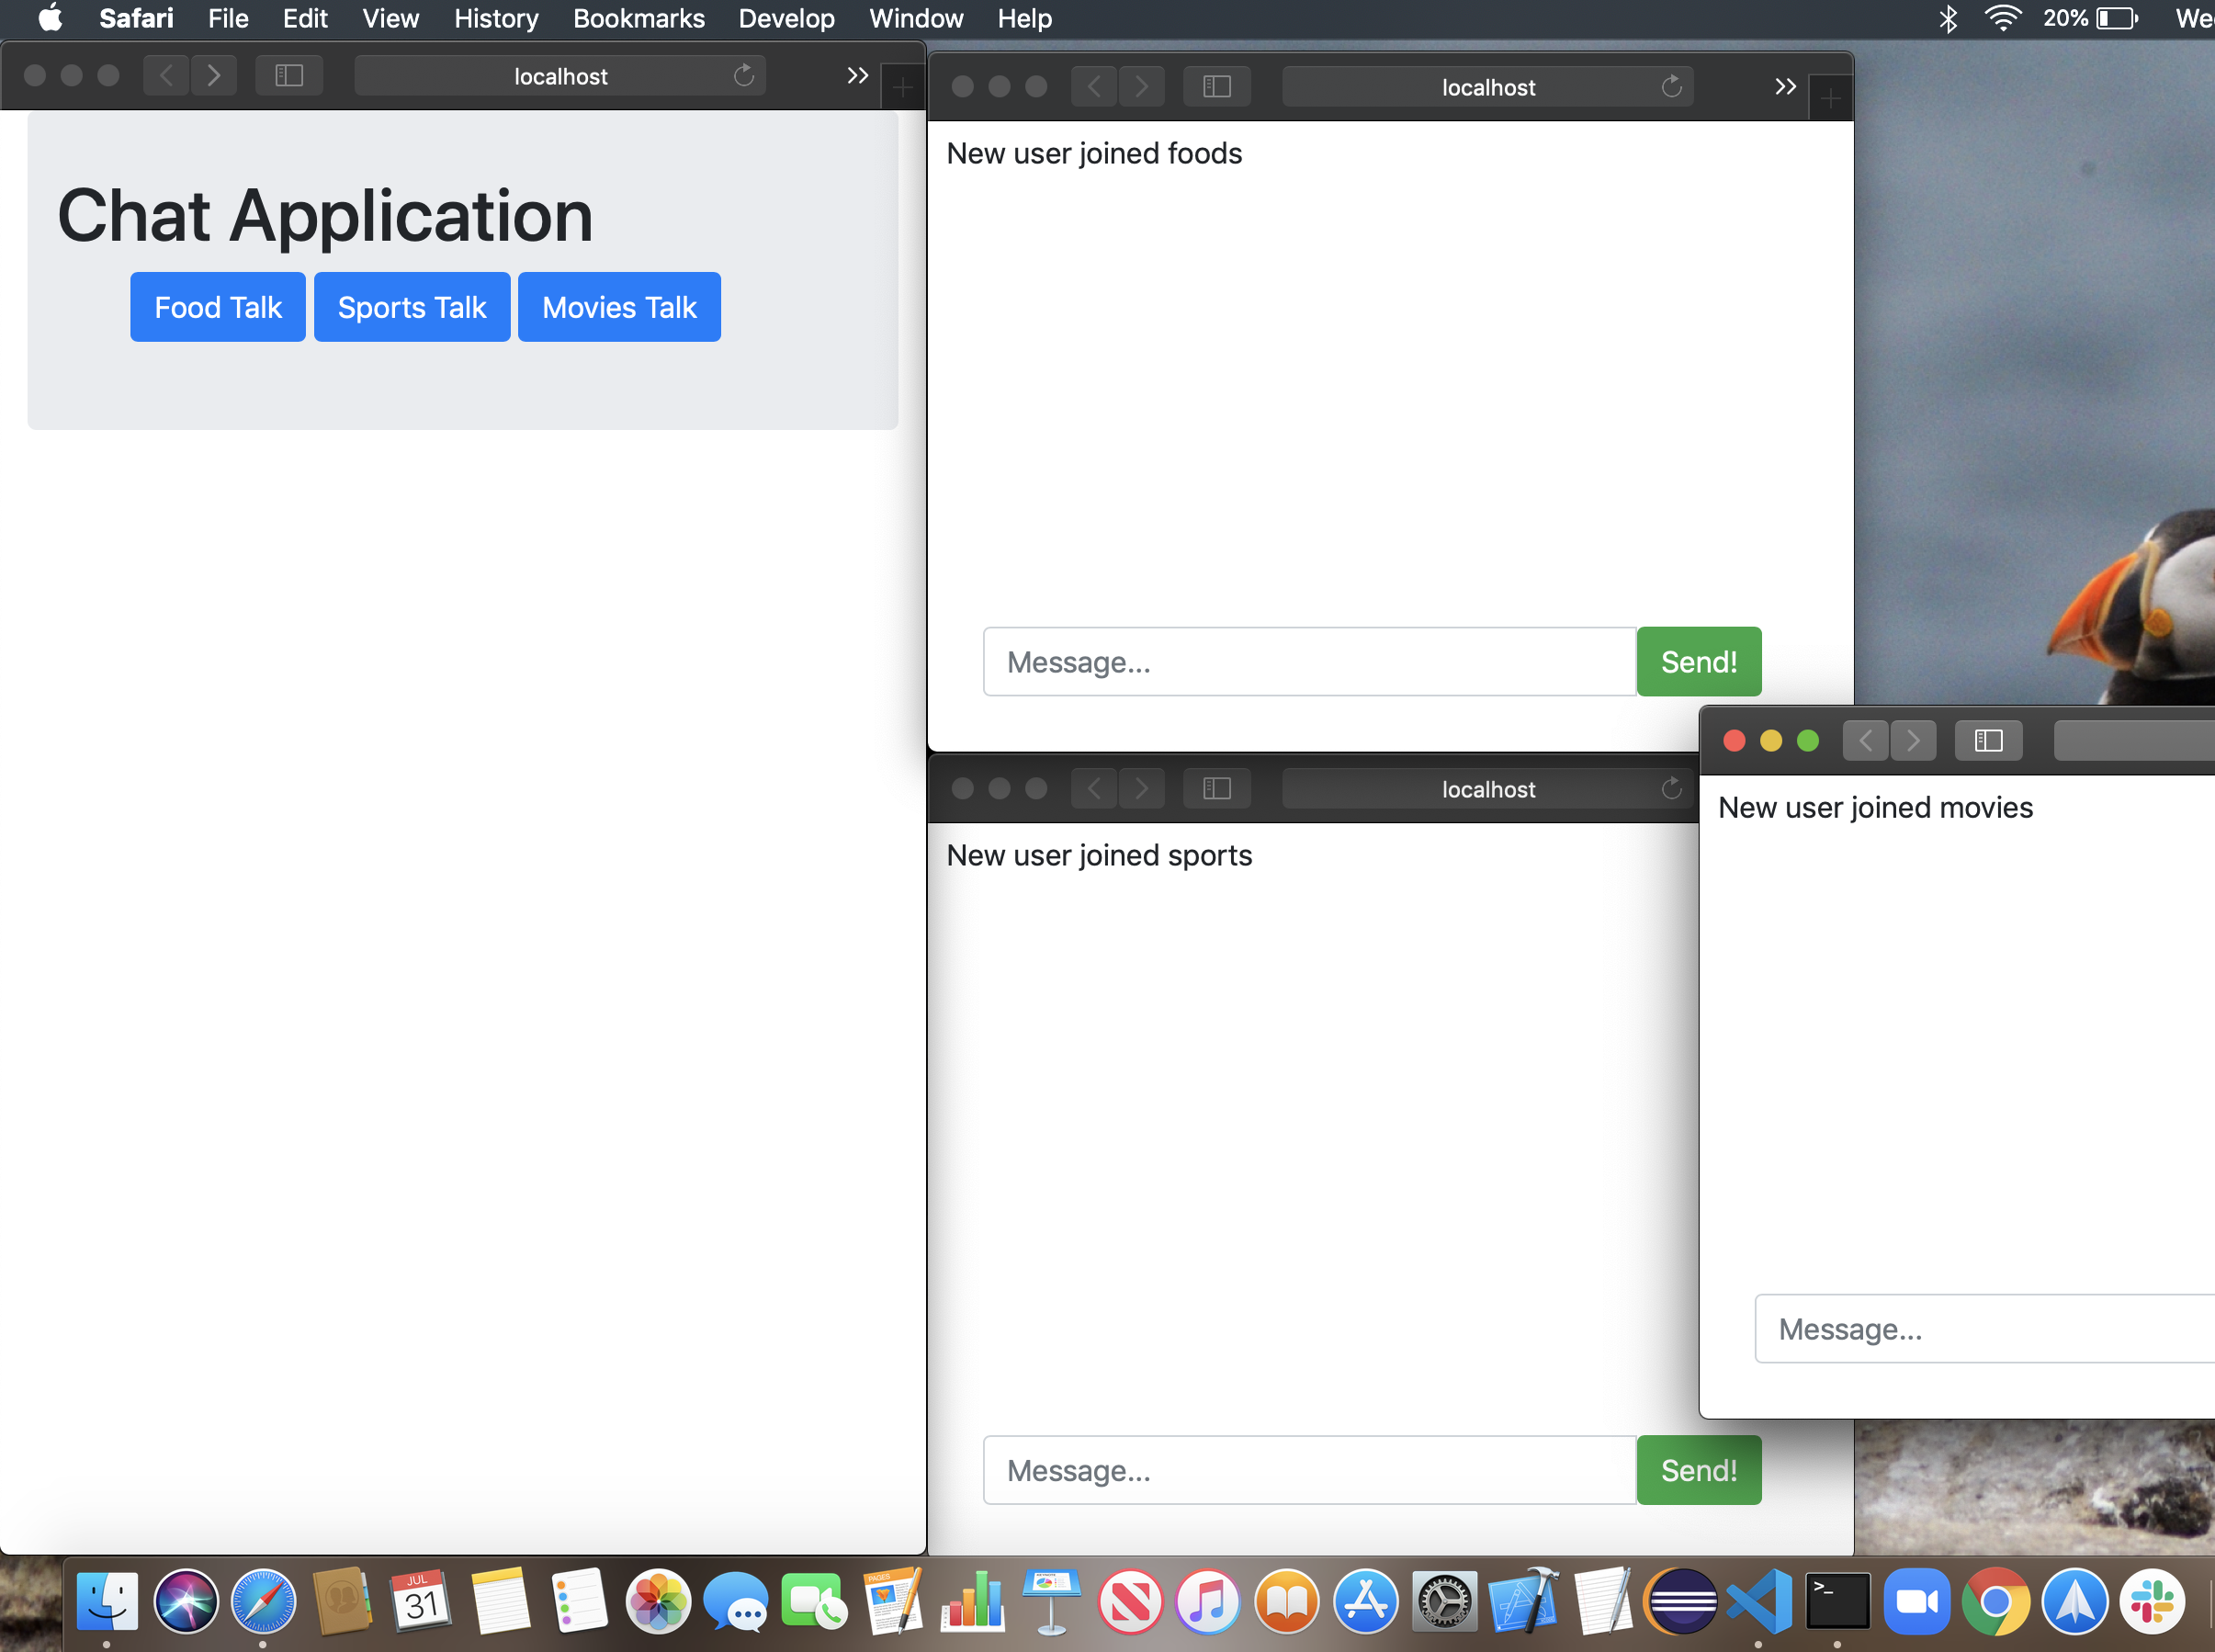 Safari File Edit View History Bookmarks Develop Window Help 20% We
localhost
Chat Application
Food Talk Sports Talk Movies Talk
localhost
New user joined foods
Message... Send!
localhost
New user joined sports
Message... Send!
New user joined movies
Message...
JUL
31
PAGES
>_